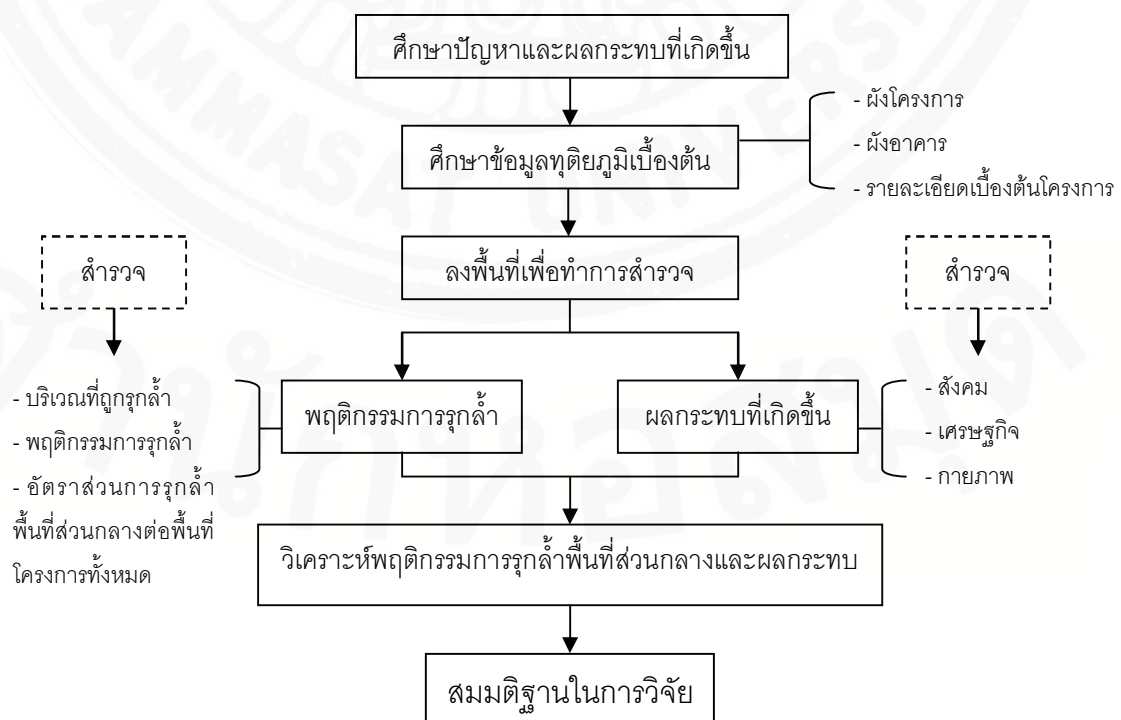 ศึกษาปัญหาและผลกระทบที่เกิดขึ้น
ศึกษาข้อมูลทุติยภูมิเบื้องต้น
- ผังโครงการ
- ผังอาคาร
- รายละเอียดเบื้องต้นโครงการ
สำรวจ
ลงพื้นที่เพื่อทำการสำรวจ
สำรวจ
- บริเวณที่ถูกรุกล้ำ
- พฤติกรรมการรุกล้ำ
- อัตราส่วนการรุกล้ำ
พื้นที่ส่วนกลางต่อพื้นที่
โครงการทั้งหมด
พฤติกรรมการรุกล้ำ
ผลกระทบที่เกิดขึ้น
- สังคม
- เศรษฐกิจ
- กายภาพ
วิเคราะห์พฤติกรรมการรุกล้ำพื้นที่ส่วนกลางและผลกระทบ
สมมติฐานในการวิจัย